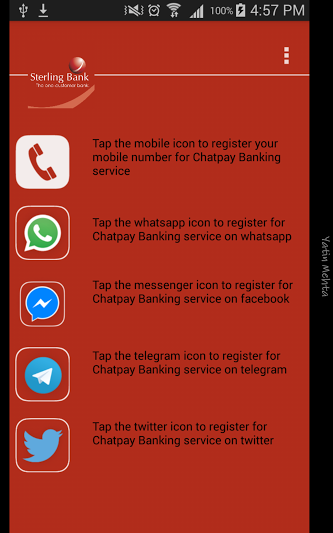 100% 4:57 PM
Sterling Bank
The one-customer bank
Tap the mobile icon to register your
mobile number for Chatpay Banking
service
Tap the whatsapp icon to register for
Chatpay Banking service on whatsapp
Tap the messenger icon to register for
Chatpay Banking service on facebook
Tap the telegram icon to register for
Chatpay Banking service on telegram
Tap the twitter icon to register for
Chatpay Banking service on twitter
Yatin Mehta